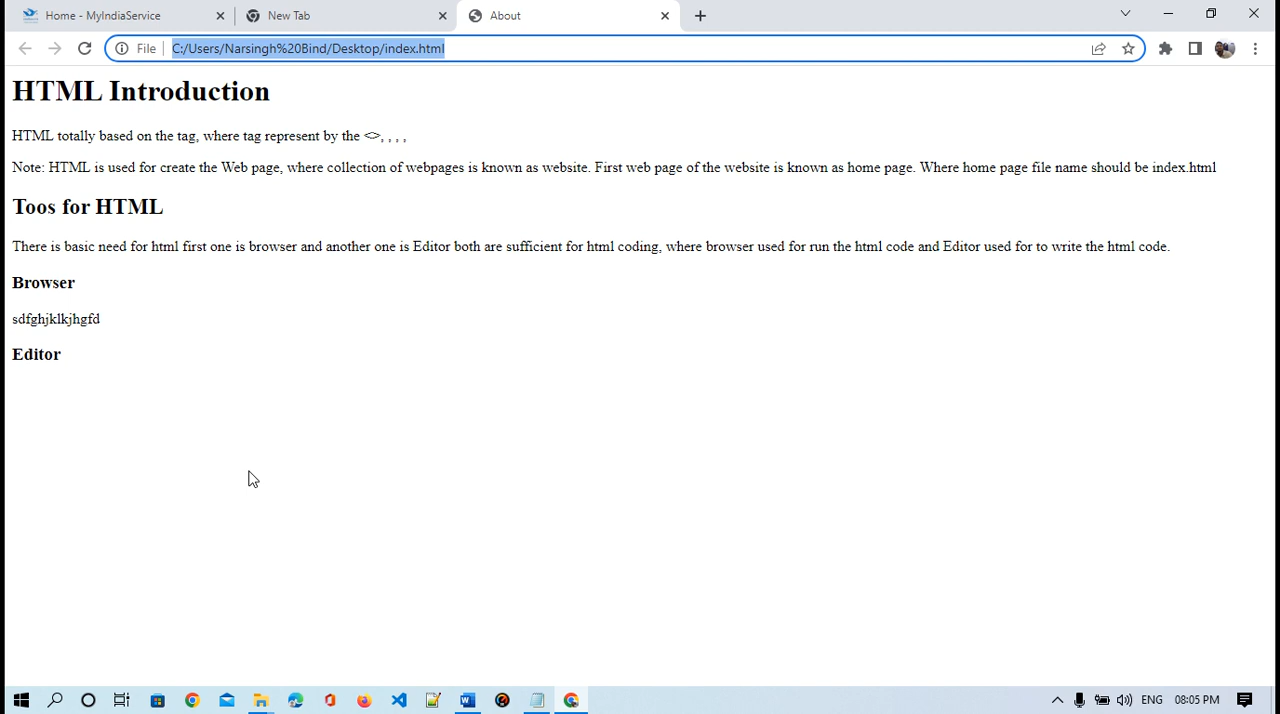 Home - MyIndiaService
New Tab
About
File
C:/Users/Narsingh%20Bind/Desktop/index.html
HTML Introduction
HTML totally based on the tag, where tag represent by the <>, , , ,
Note: HTML is used for create the Web page, where collection of webpages is known as website. First web page of the website is known as home page. Where home page file name should be index.html
Toos for HTML
There is basic need for html first one is browser and another one is Editor both are sufficient for html coding, where browser used for run the html code and Editor used for to write the html code.
Browser
sdfghjklkjhgfd
Editor
ENG 08:05 PM